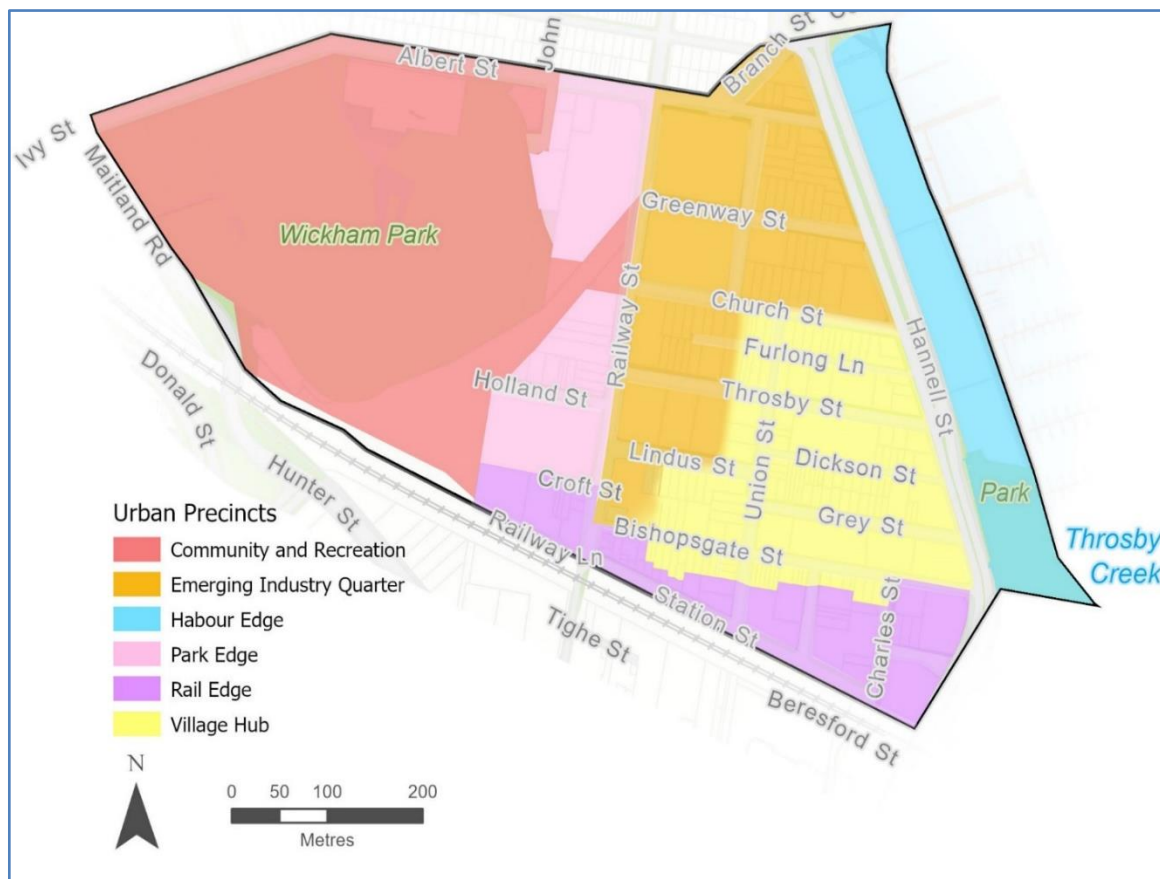 John
Branch St
Albert St
Ivy St
Maitland Rd
Wickham Park
Greenway St
Railway St
Church St
Hannell St
Furlong Ln
Donald St
Holland St
Throsby St
Union St
Hunter St
Lindus St
Dickson St
Croft St
Park
Grey St
Railway Ln
Bishopsgate St
Throsby
Creek
Station St
Charles St
Tighe St
Beresford St
Urban Precincts
Community and Recreation
Emerging Industry Quarter
Habour Edge
Park Edge
Rail Edge
Village Hub
N
0 50 100 200
Metres